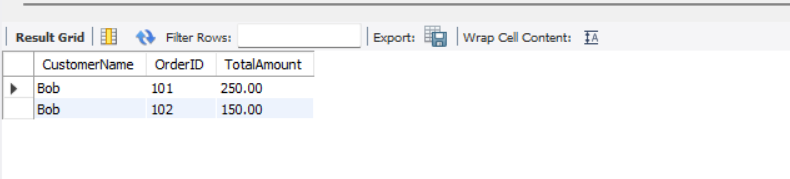 Result Grid Filter Rows: Export: Wrap Cell Content: IA
CustomerName OrderID TotalAmount
Bob 101 250.00
Bob 102 150.00